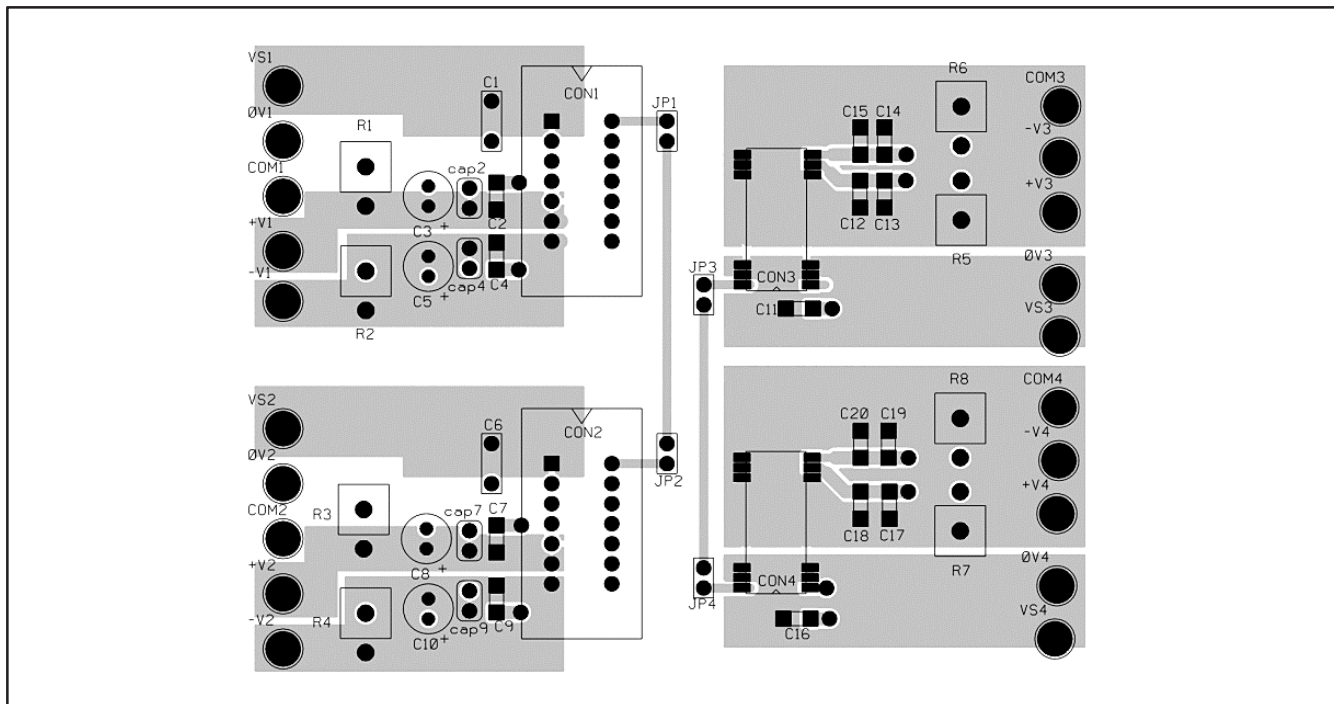 VS1
C1
CON1
JP1
ØV1
R1
COM1
cap2
+V1
C3
+
C2
-V1
C5
+
cap4
C4
R2
R6
COM3
C15
C14
-V3
+V3
C12
C13
R5
ØV3
JP3
CON3
C11
VS3
VS2
C6
CON2
ØV2
JP2
R3
COM2
cap7
C7
+V2
C8
+
R4
-V2
C10
+
cap9
C9
R8
COM4
C20
C19
-V4
+V4
C18
C17
R7
ØV4
JP4
CON4
C16
VS4